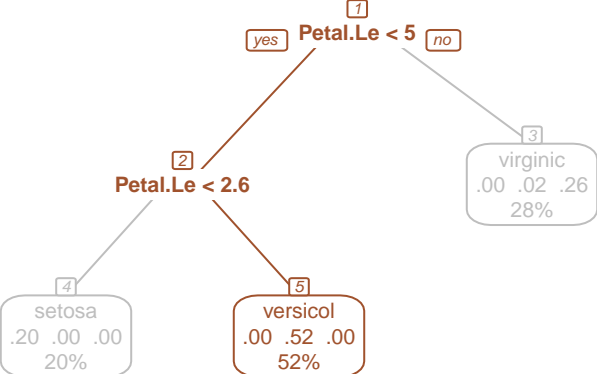 1
yes Petal.Le < 5 no
2
Petal.Le < 2.6
3
virginic
.00 .02 .26
28%
4
setosa
.20 .00 .00
20%
5
versicol
.00 .52 .00
52%